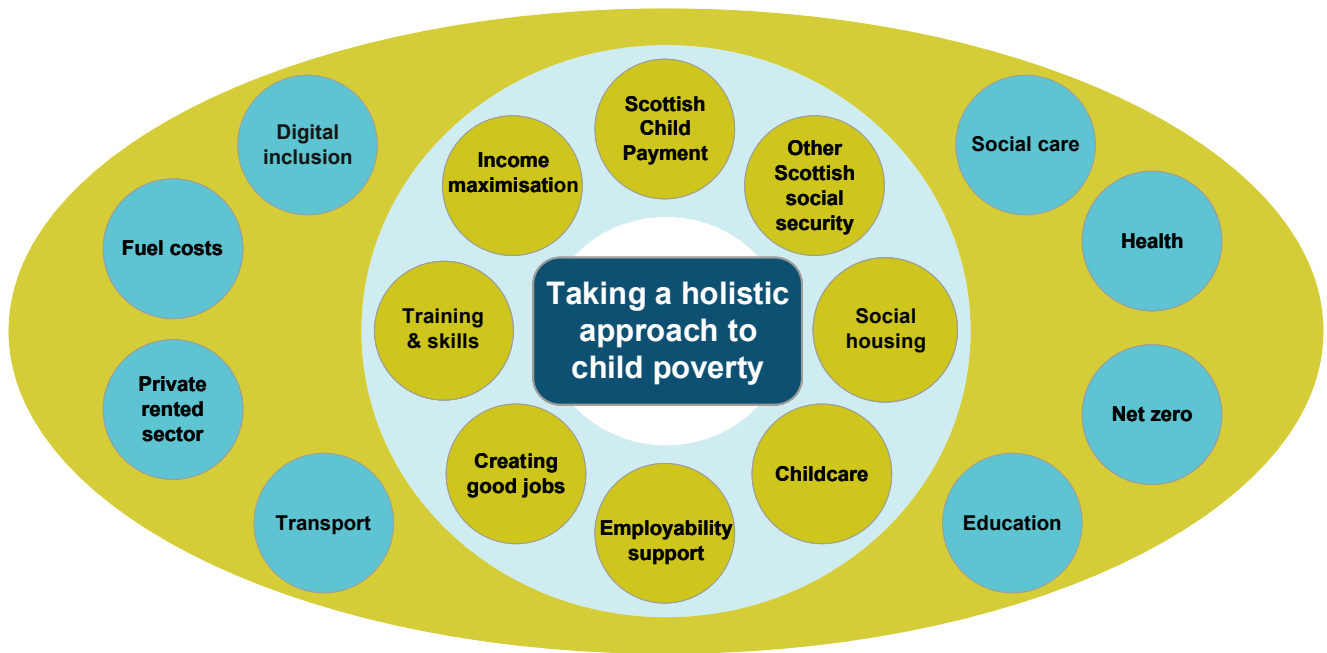 Digital
inclusion
Fuel costs
Private
rented
sector
Transport
Scottish
Child
Payment
Income
maximisation
Other
Scottish
social
security
Training
& skills
Taking a holistic
approach to
child poverty
Social
housing
Creating
good jobs
Childcare
Employability
support
Social care
Health
Net zero
Education